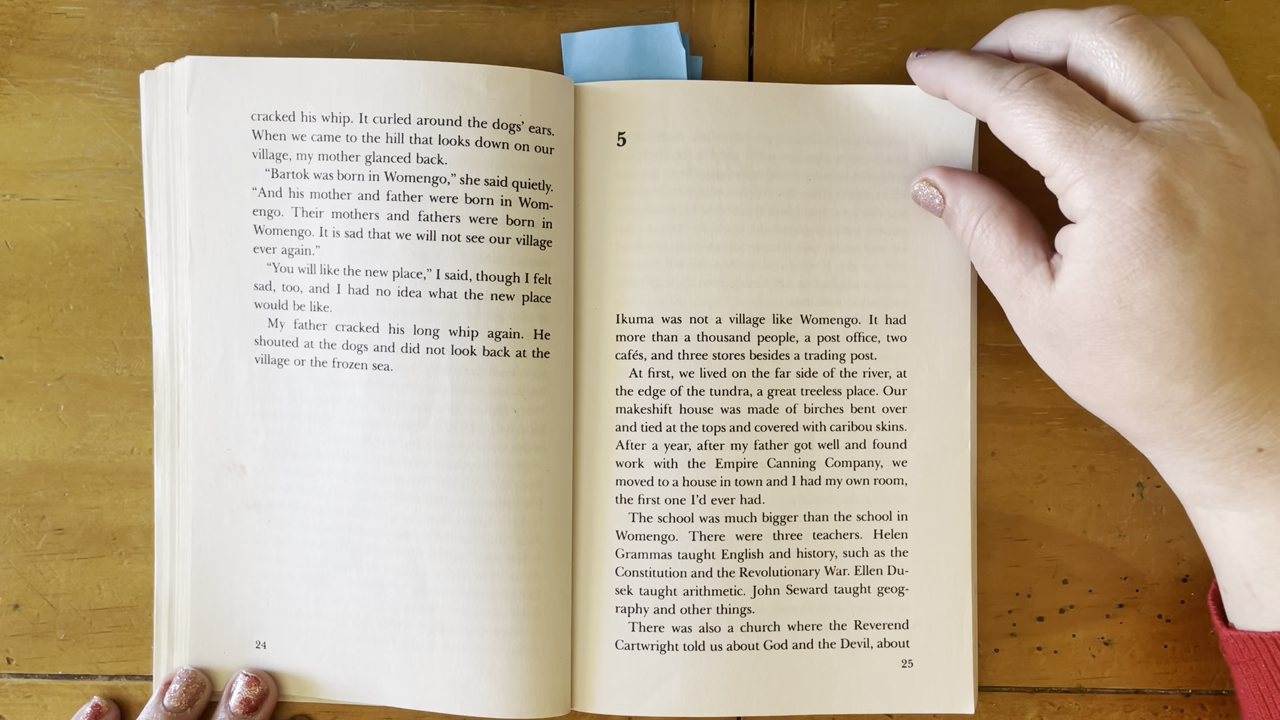 cracked his whip. It curled around the dogs' ears.
When we came to the hill that looks down on our
village, my mother glanced back.
“Bartok was born in Womengo,” she said quietly.
“And his mother and father were born in Wom-
engo. Their mothers and fathers were born in
Womengo. It is sad that we will not see our village
ever again.”
“You will like the new place,” I said, though I felt
sad, too, and I had no idea what the new place
would be like.
My father cracked his long whip again. He
shouted at the dogs and did not look back at the
village or the frozen sea.
24
5
Ikuma was not a village like Womengo. It had
more than a thousand people, a post office, two
cafés, and three stores besides a trading post.
At first, we lived on the far side of the river, at
the edge of the tundra, a great treeless place. Our
makeshift house was made of birches bent over
and tied at the tops and covered with caribou skins.
After a year, after my father got well and found
work with the Empire Canning Company, we
moved to a house in town and I had my own room,
the first one I'd ever had.
The school was much bigger than the school in
Womengo. There were three teachers. Helen
Grammas taught English and history, such as the
Constitution and the Revolutionary War. Ellen Du-
sek taught arithmetic. John Seward taught geog-
raphy and other things.
There was also a church where the Reverend
Cartwright told us about God and the Devil, about
25